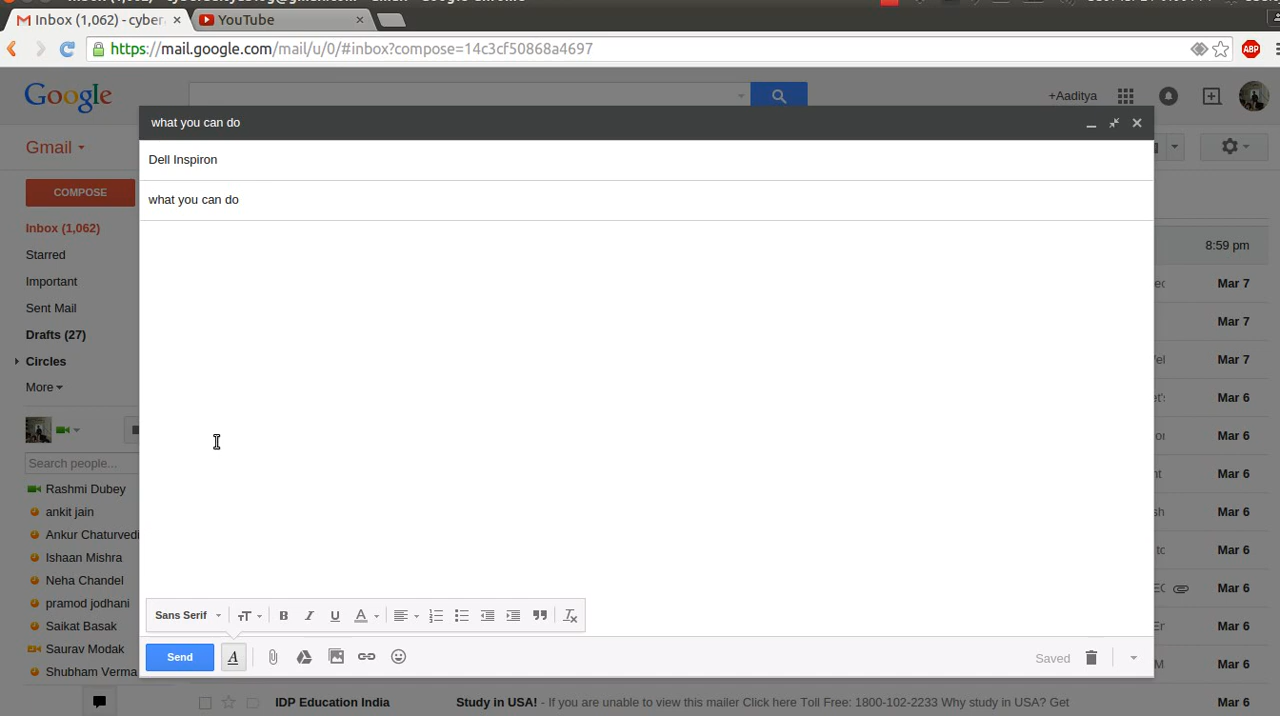 Inbox (1,062) - cyber
YouTube
https://mail.google.com/mail/u/0/#inbox?compose=14c3cf50868a4697
ABP
Google
+Aaditya
what you can do
Gmail
Dell Inspiron
COMPOSE
what you can do
Inbox (1,062)
8:59 pm
Starred
Important
Mar 7
Sent Mail
Mar 7
Drafts (27)
Circles
Mar 7
More
Mar 6
Mar 6
Search people...
Mar 6
Rashmi Dubey
ankit jain
Mar 6
Ankur Chaturvedi
Ishaan Mishra
Mar 6
Neha Chandel
Mar 6
pramod jodhani
Saikat Basak
Mar 6
Saurav Modak
Mar 6
Shubham Verma
Sans Serif
B I U A
Send A
Saved
IDP Education India Study in USA! - If you are unable to view this mailer Click here Toll Free: 1800-102-2233 Why study in USA? Get Mar 6